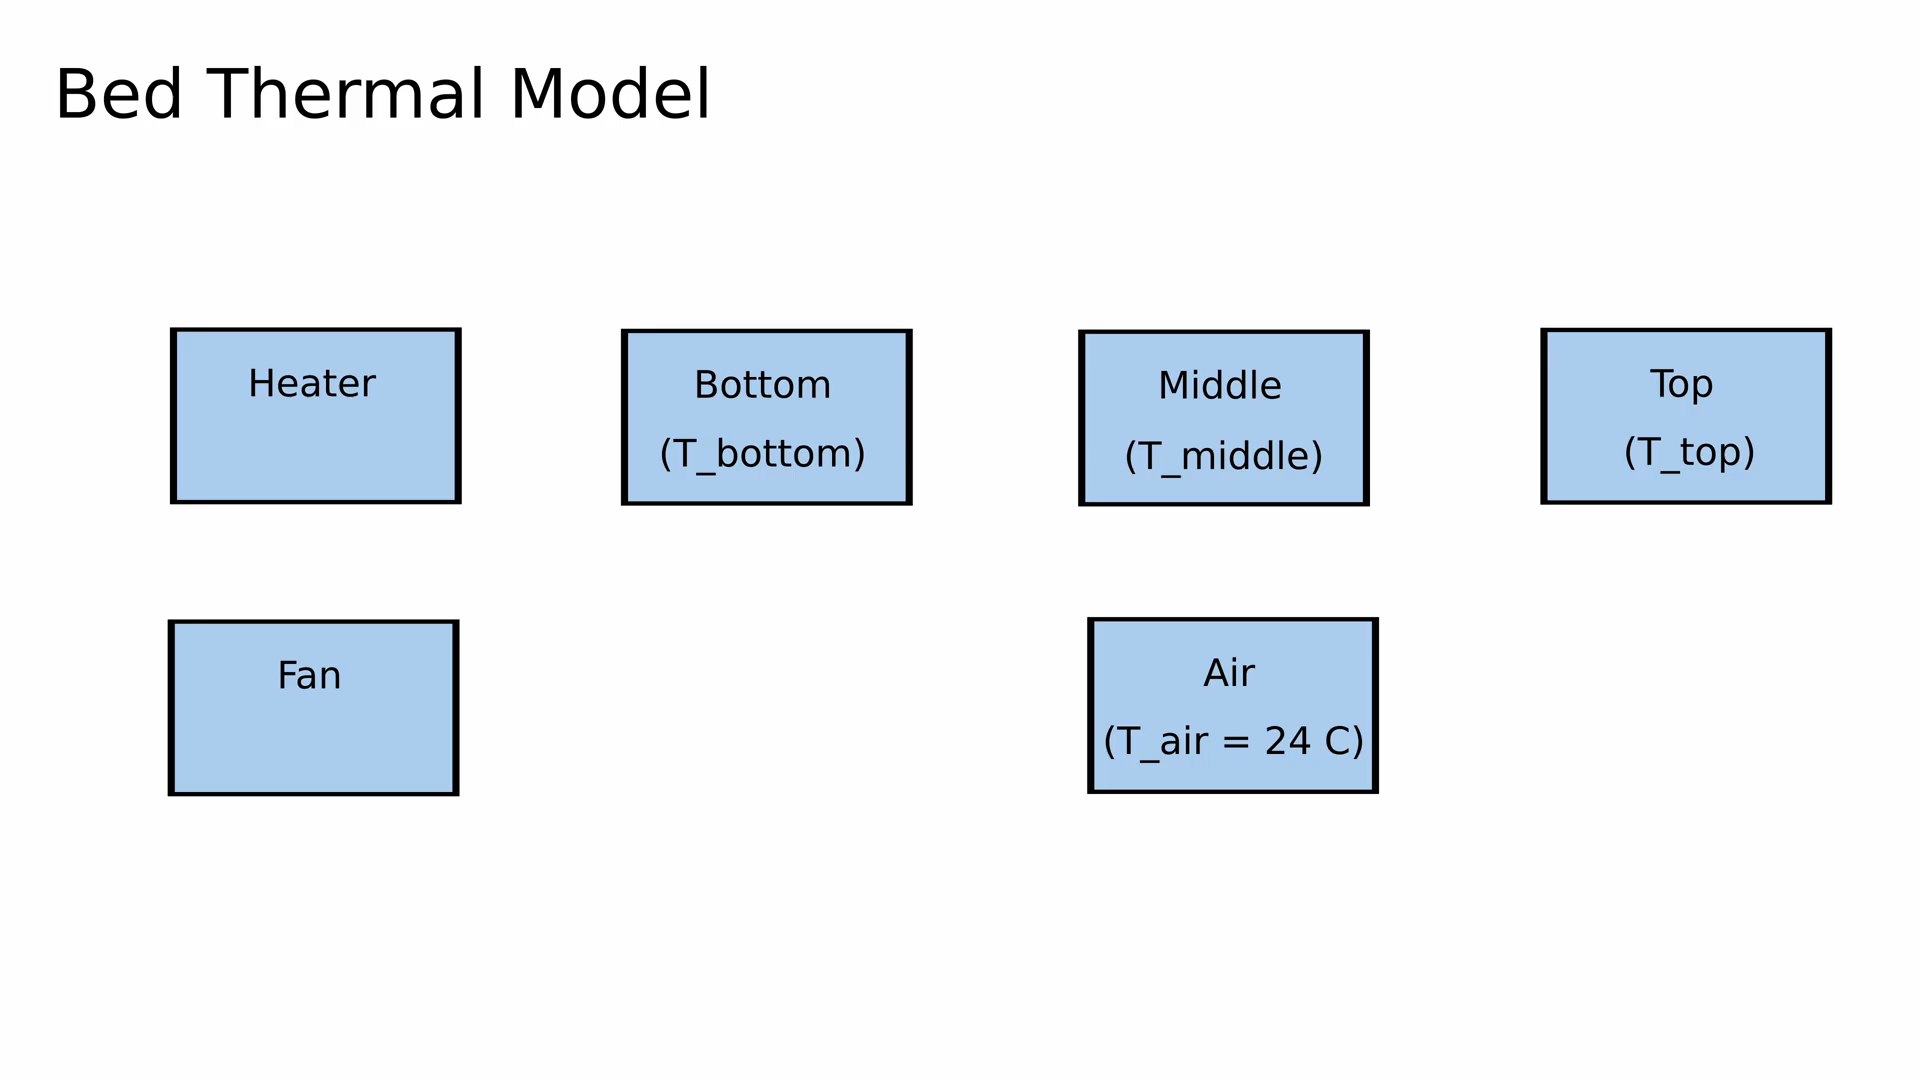 Bed Thermal Model
Heater
Bottom
(T_bottom)
Middle
(T_middle)
Top
(T_top)
Fan
Air
(T_air = 24 C)